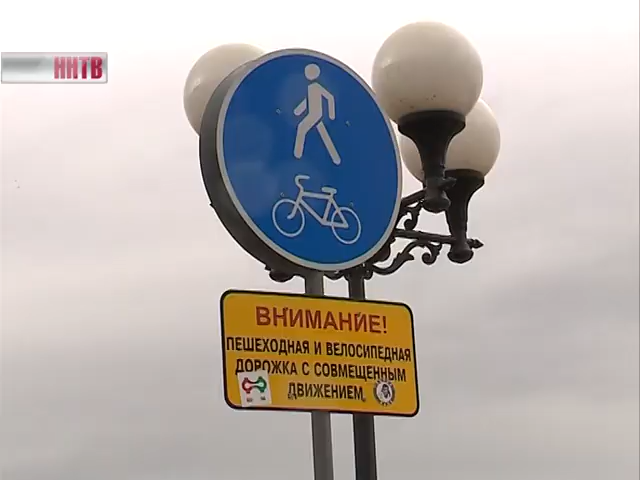 ННТВ
ВНИМАНИЕ!
ПЕШЕХОДНАЯ И ВЕЛОСИПЕДНАЯ
ДОРОЖКА С СОВМЕЩЕННЫМ
ДВИЖЕНИЕМ